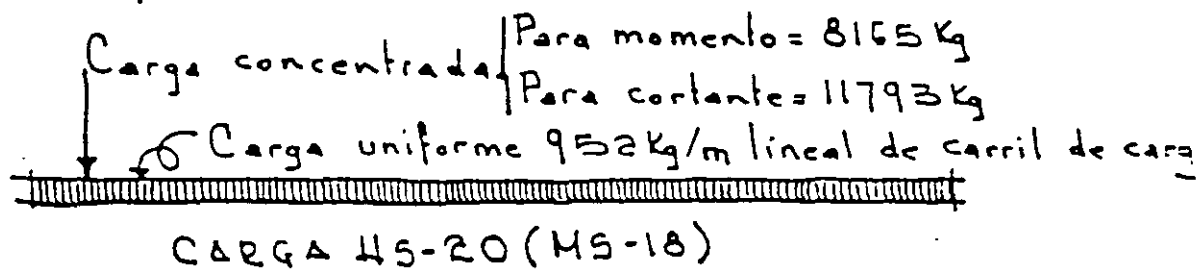 Para momento = 8165 Kg
Carga concentrada
Para cortante = 11793 Kg
Carga uniforme 952 Kg/m lineal de carril de carg
CARGA HS-20 (MS-18)